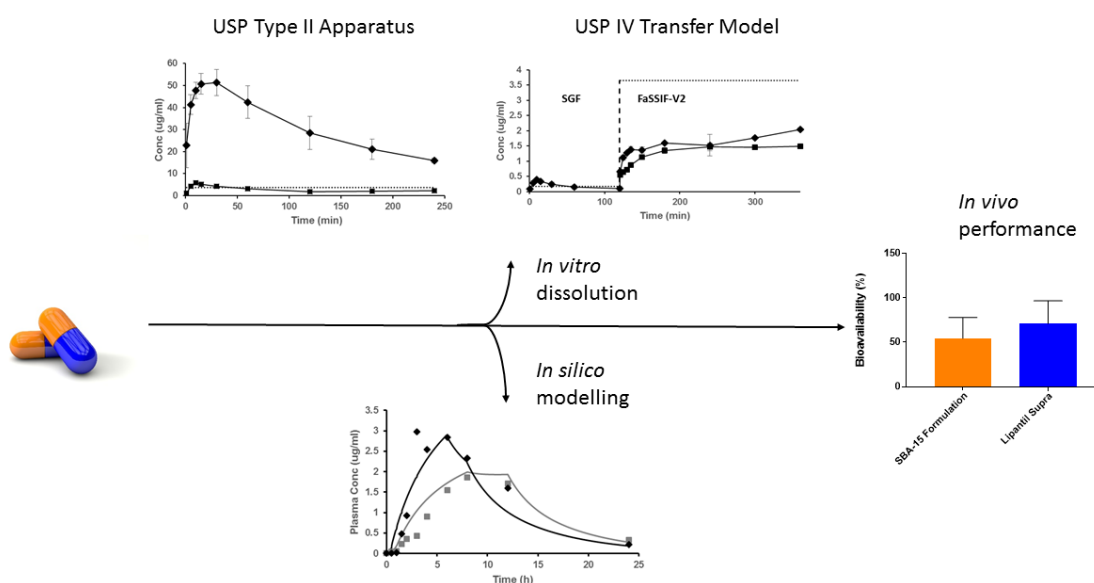 USP Type II Apparatus
USP IV Transfer Model
60
50
40
30
20
10
0
Conc (ug/ml)
0
50
100
150
200
250
Time (min)
4
3.5
3
2.5
2
1.5
1
0.5
0
Conc (ug/ml)
SGF
FaSSIF-V2
0
100
200
300
Time (min)
In vivo
performance
In vitro
dissolution
150
100
50
0
Bioavailability (%)
SBA-15 Formulation
Lipantil Supra
In silico
modelling
3.5
3
2.5
2
1.5
1
0.5
0
Plasma Conc (ug/ml)
0
5
10
15
20
25
Time (h)